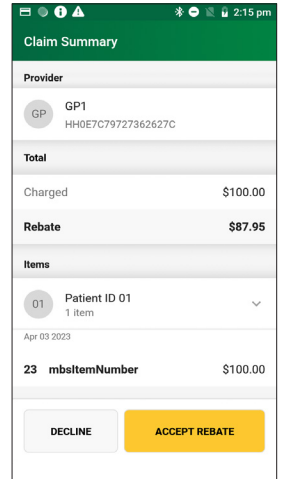 2:15 pm
Claim Summary
Provider
GP
GP1
HH0E7C79727362627C
Total
Charged $100.00
Rebate $87.95
Items
01
Patient ID 01
1 item
Apr 03 2023
23 mbsItemNumber $100.00
DECLINE ACCEPT REBATE